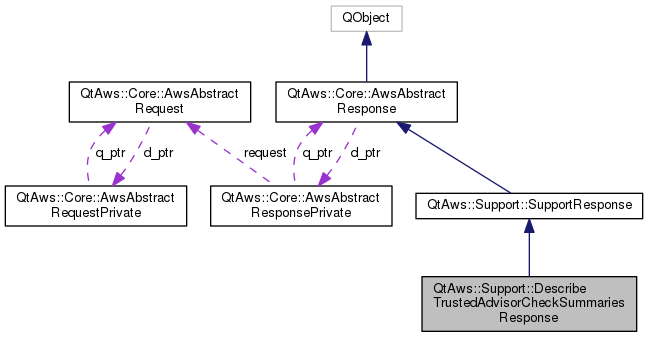 QObject
QtAws::Core::AwsAbstract
Request
QtAws::Core::AwsAbstract
Response
q_ptr
d_ptr
request
q_ptr
d_ptr
QtAws::Core::AwsAbstract
RequestPrivate
QtAws::Core::AwsAbstract
ResponsePrivate
QtAws::Support::SupportResponse
QtAws::Support::Describe
TrustedAdvisorCheckSummaries
Response